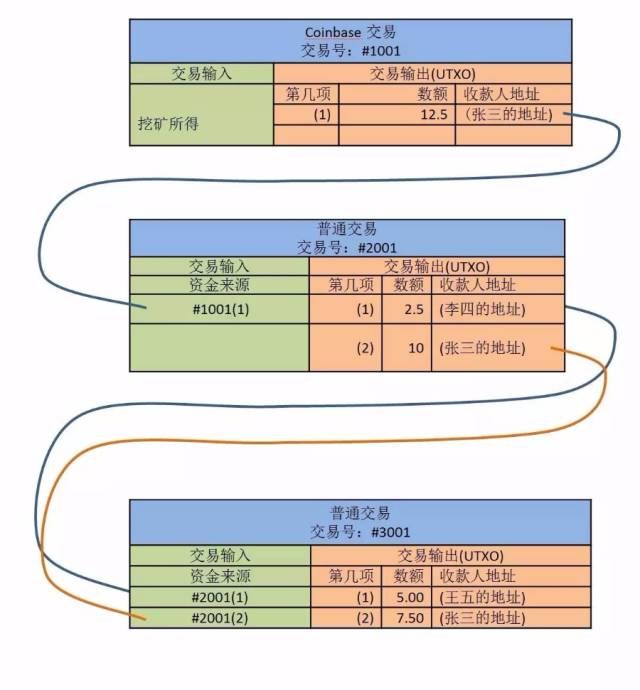 Coinbase 交易
交易号：#1001
交易输入 交易输出(UTXO)
第几项 数额 收款人地址
挖矿所得 (1) 12.5 （张三的地址)
普通交易
交易号：#2001
交易输入 交易输出(UTXO)
资金来源 第几项 数额 收款人地址
#1001(1) (1) 2.5 (李四的地址)
(2) 10 (张三的地址)
普通交易
交易号：#3001
交易输入 交易输出(UTXO)
资金来源 第几项 数额 收款人地址
#2001(1) (1) 5.00 (王五的地址)
#2001(2) (2) 7.50 (张三的地址)